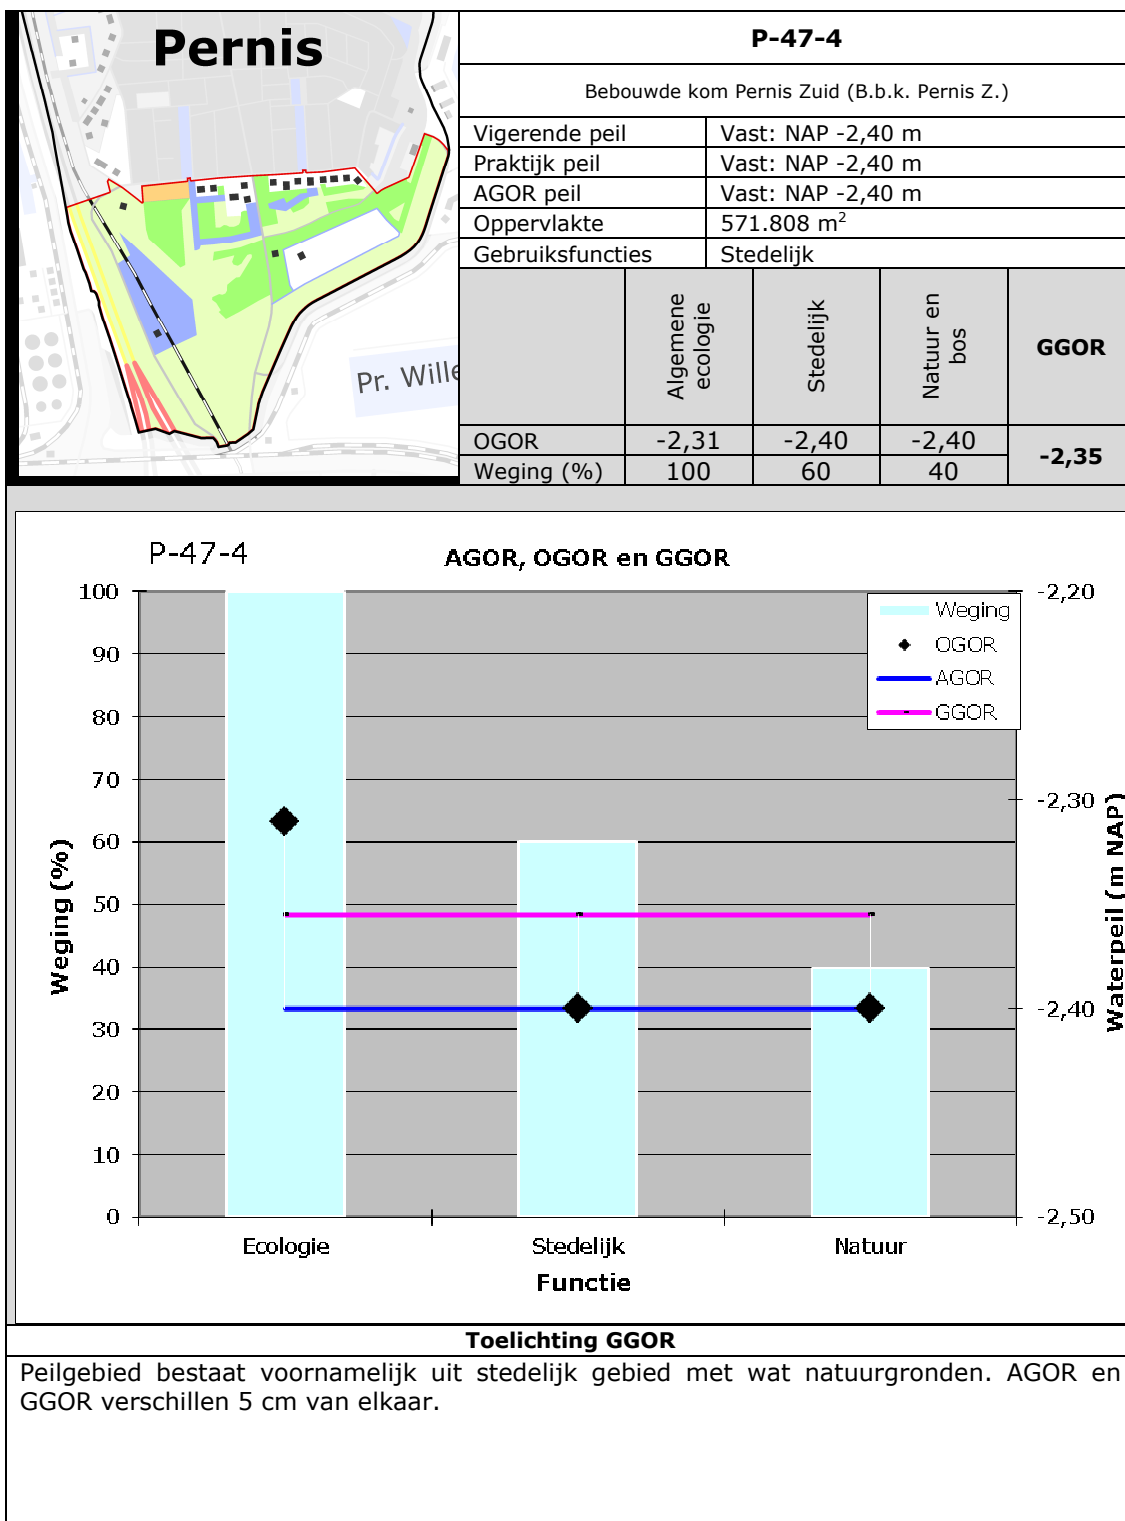 Pernis
Pr. Wille
P-47-4
Bebouwde kom Pernis Zuid (B.b.k. Pernis Z.)
Vigerende peil Vast: NAP -2,40 m
Praktijk peil Vast: NAP -2,40 m
AGOR peil Vast: NAP -2,40 m
Oppervlakte 571.808 m²
Gebruiksfuncties Stedelijk
Algemene ecologie Stedelijk Natuur en bos GGOR
OGOR -2,31 -2,40 -2,40 -2,35
Weging (%) 100 60 40
P-47-4
AGOR, OGOR en GGOR
Weging
OGOR
AGOR
GGOR
100
90
80
70
60
50
40
30
20
10
0
Weging (%)
-2,20
-2,30
-2,40
-2,50
Waterpeil (m NAP)
Ecologie Stedelijk Natuur
Functie
Toelichting GGOR
Peilgebied bestaat voornamelijk uit stedelijk gebied met wat natuurgronden. AGOR en
GGOR verschillen 5 cm van elkaar.